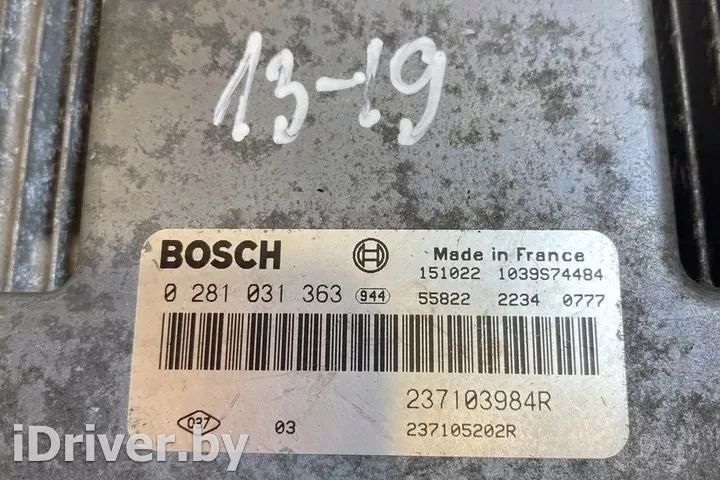 13-19
BOSCH
Made in France
151022 1039S74484
0 281 031 363 944 55822 2234 0777
237103984R
03
237105202R
iDriver.by